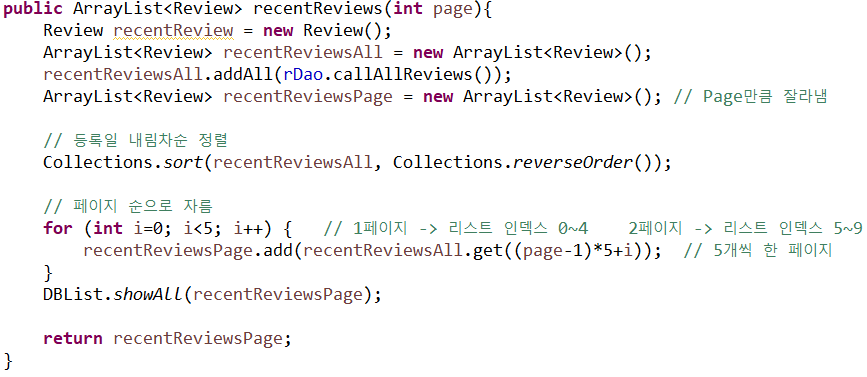 public ArrayList<Review> recentReviews(int page){
Review recentReview = new Review();
ArrayList<Review> recentReviewsAll = new ArrayList<Review>();
recentReviewsAll.addAll(rDao.callAllReviews());
ArrayList<Review> recentReviewsPage = new ArrayList<Review>(); // Page만큼 잘라냄
// 등록일 내림차순 정렬
Collections.sort(recentReviewsAll, Collections.reverseOrder());
// 페이지 순으로 자름
for (int i=0; i<5; i++) { // 1페이지 -> 리스트 인덱스 0~4 2페이지 -> 리스트 인덱스 5~9
recentReviewsPage.add(recentReviewsAll.get((page-1)*5+i)); // 5개씩 한 페이지
}
DBList.showAll(recentReviewsPage);
return recentReviewsPage;
}